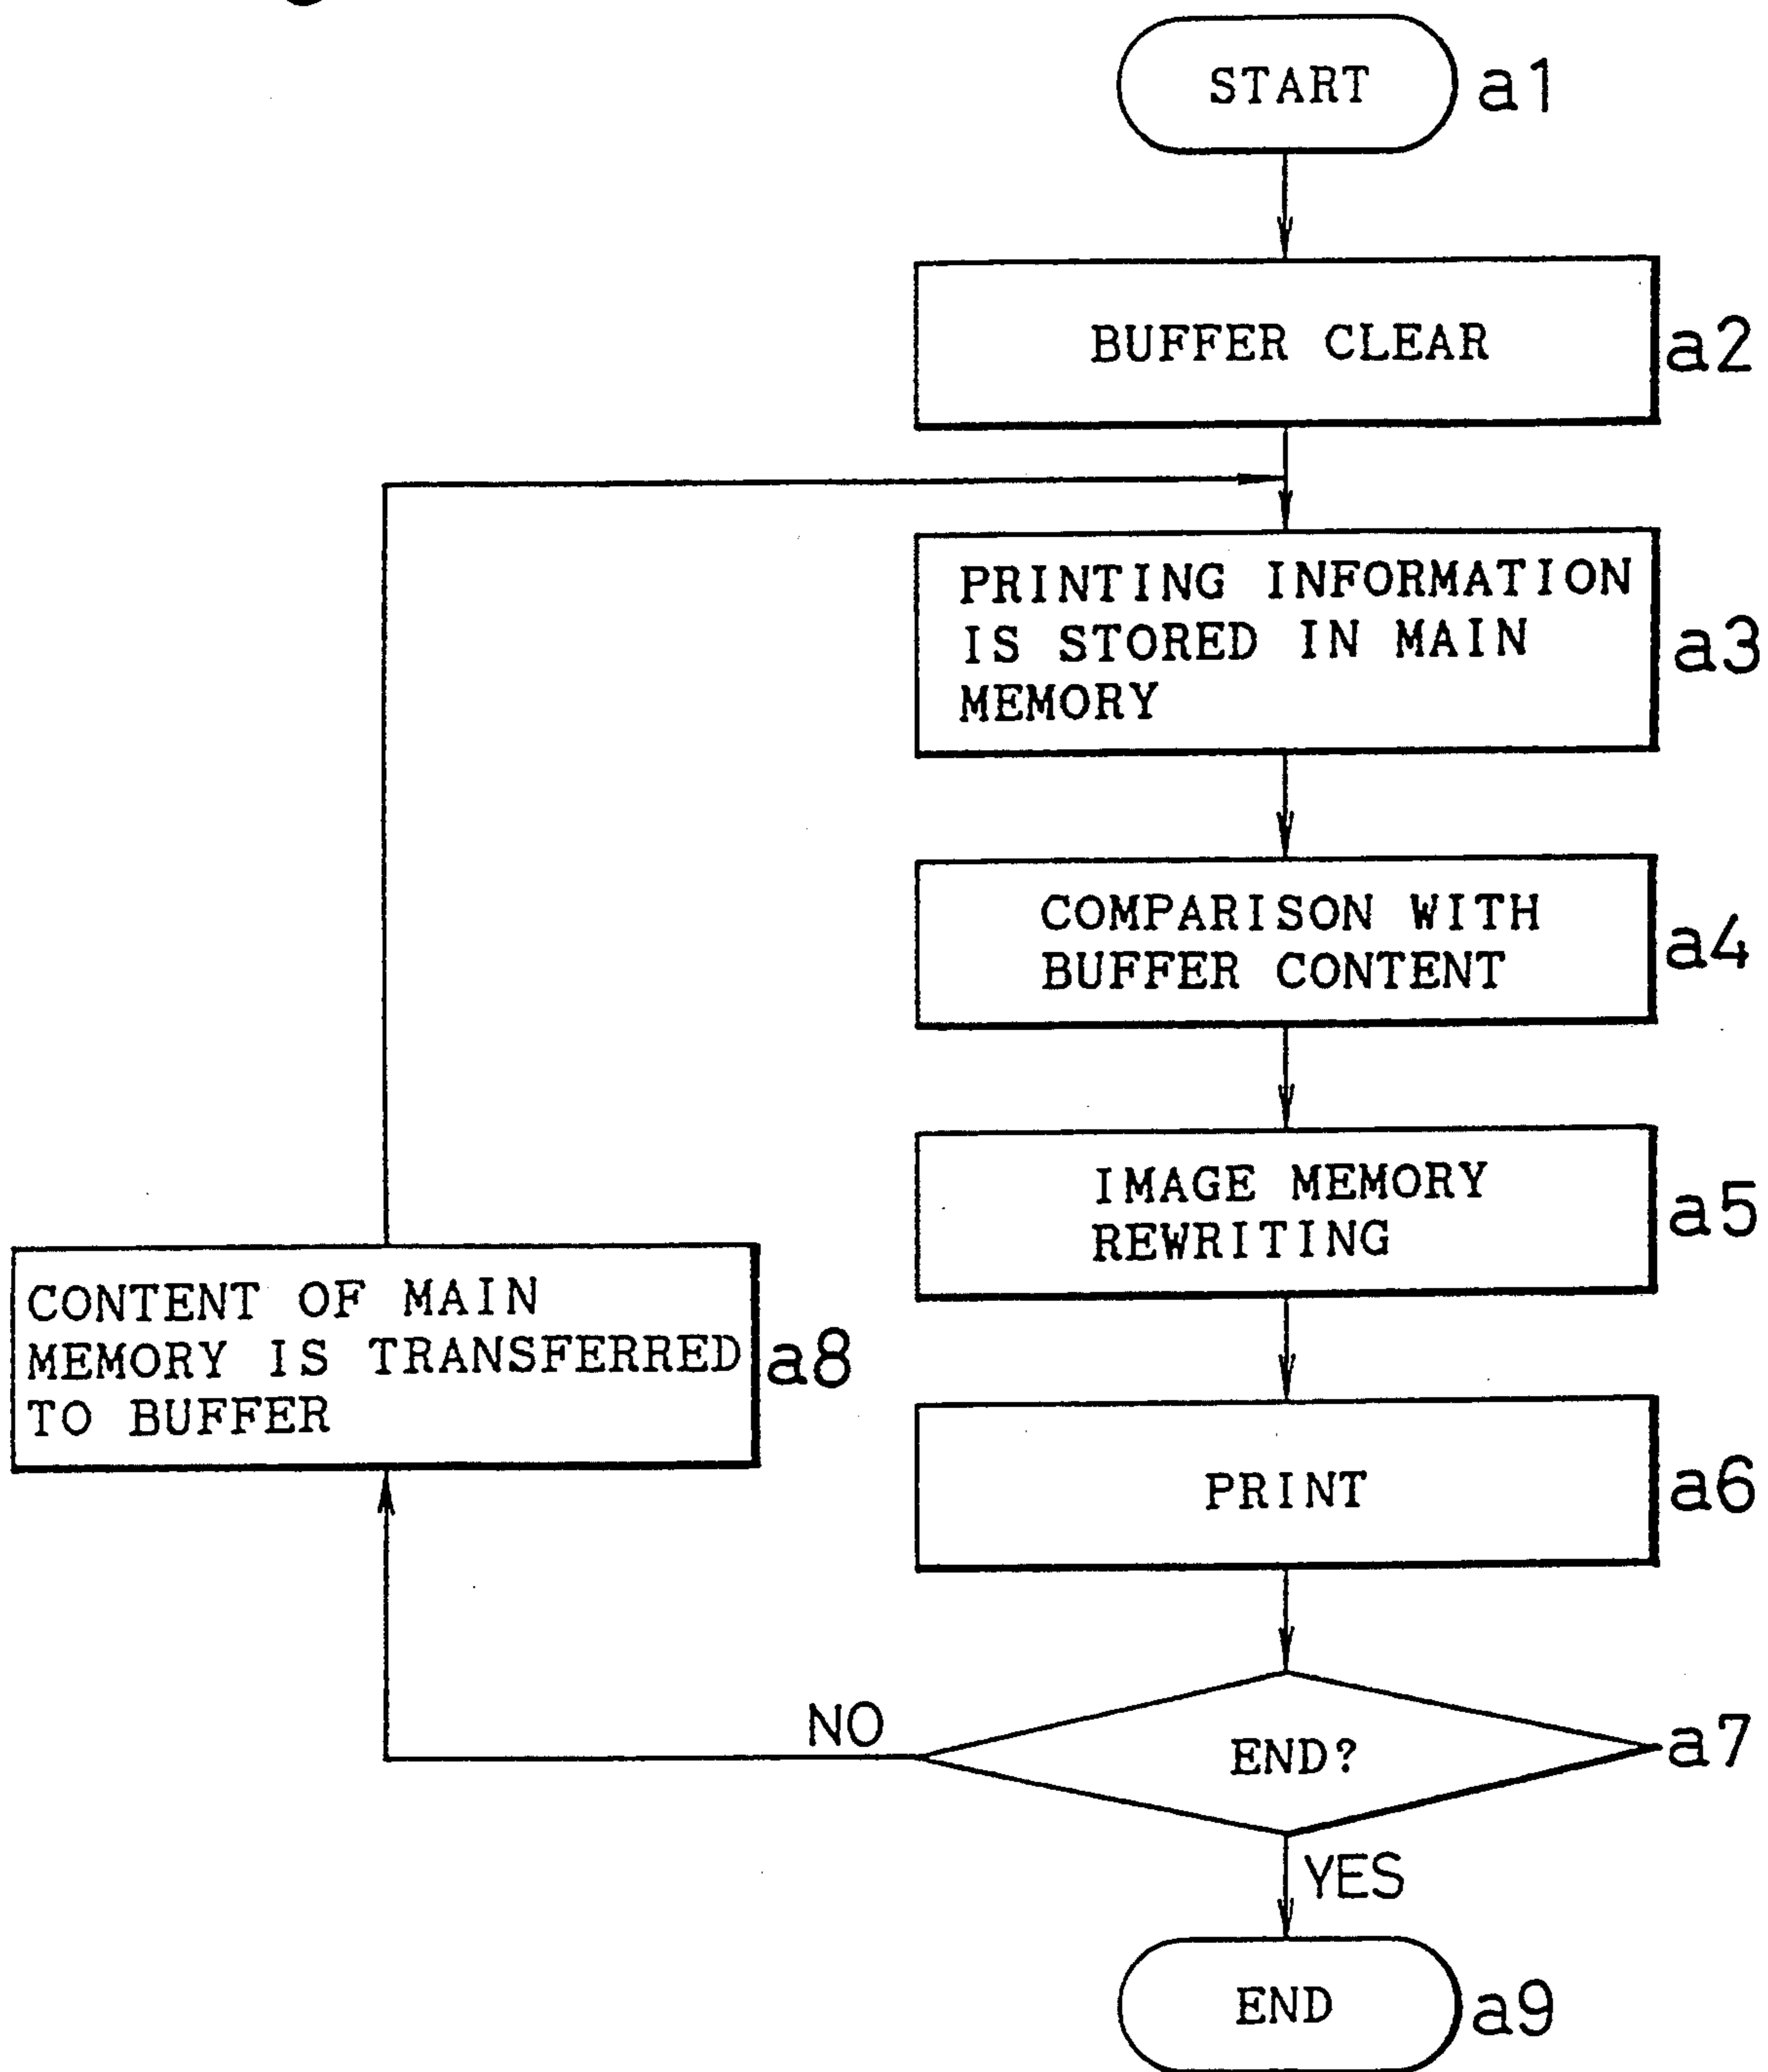 START
a1
BUFFER CLEAR
a2
PRINTING INFORMATION
IS STORED IN MAIN
MEMORY
a3
COMPARISON WITH
BUFFER CONTENT
a4
IMAGE MEMORY
REWRITING
a5
CONTENT OF MAIN
MEMORY IS TRANSFERRED
TO BUFFER
a8
PRINT
a6
NO
END?
a7
YES
END
a9